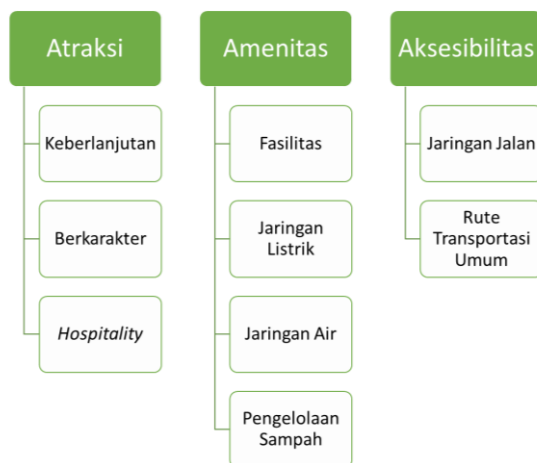 Atraksi
Keberlanjutan
Berkarakter
Hospitality
Amenitas
Fasilitas
Jaringan
Listrik
Jaringan Air
Pengelolaan
Sampah
Aksesibilitas
Jaringan Jalan
Rute
Transportasi
Umum